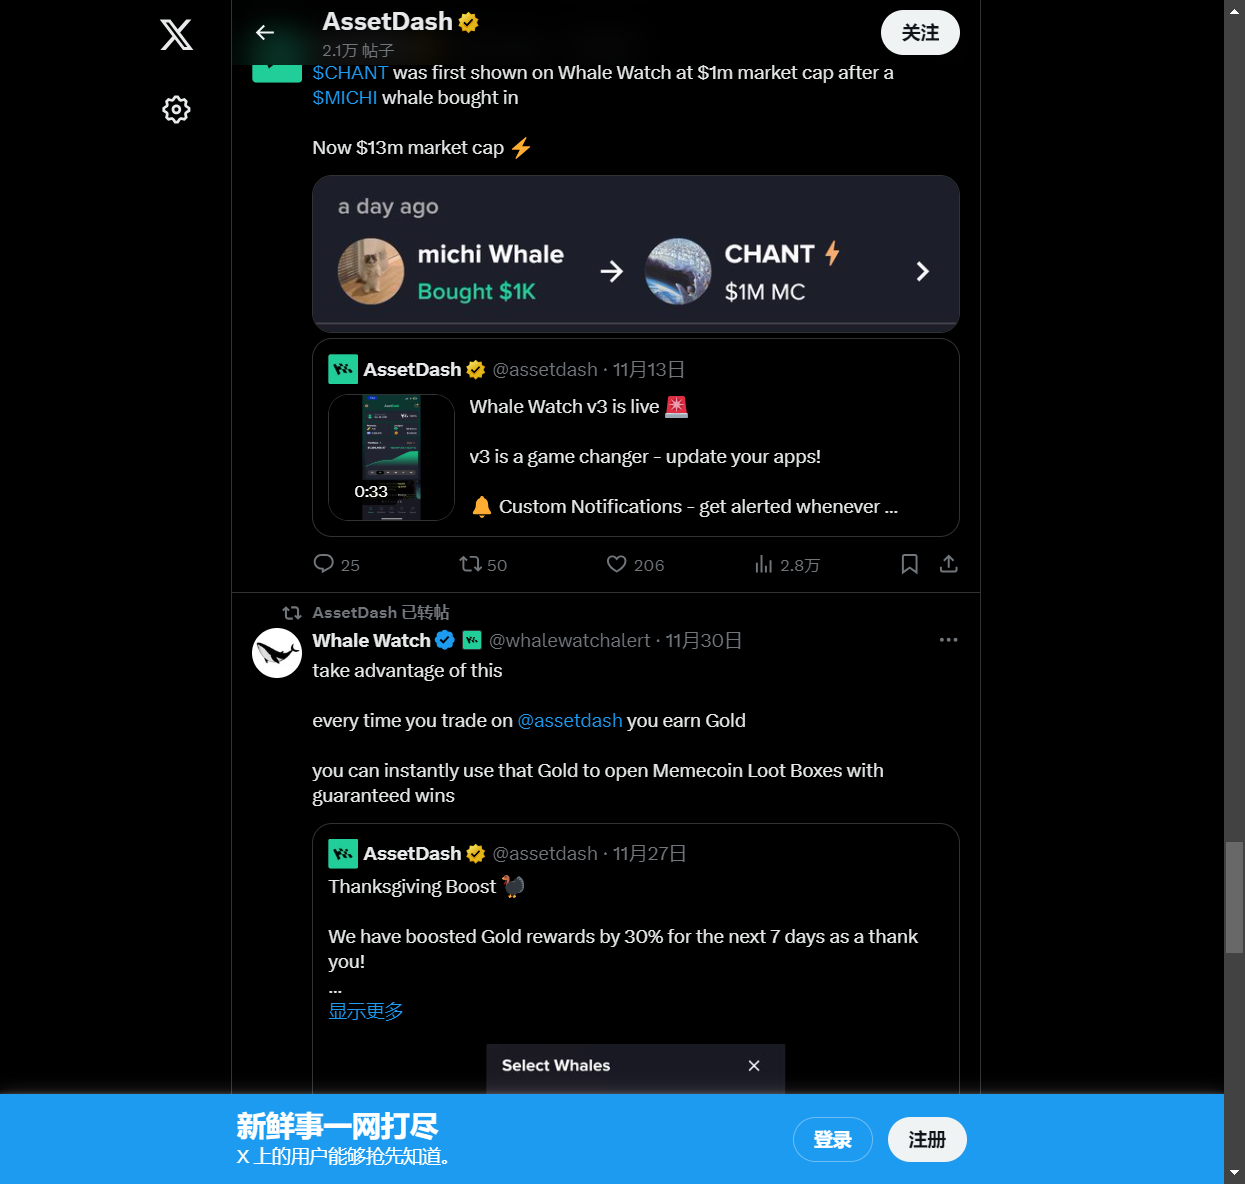 AssetDash
2.1万 帖子
关注
$CHANT was first shown on Whale Watch at $1m market cap after a
$MICHI whale bought in
Now $13m market cap ⚡
a day ago
michi Whale
Bought $1K
CHANT⚡
$1M MC
AssetDash @assetdash · 11月13日
0:33
Whale Watch v3 is live 🚨
v3 is a game changer - update your apps!
🔔 Custom Notifications - get alerted whenever ...
25 50 206 2.8万
AssetDash 已转帖
Whale Watch @whalewatchalert · 11月30日
take advantage of this
every time you trade on @assetdash you earn Gold
you can instantly use that Gold to open Memecoin Loot Boxes with
guaranteed wins
AssetDash @assetdash · 11月27日
Thanksgiving Boost 🦃
We have boosted Gold rewards by 30% for the next 7 days as a thank
you!
...
显示更多
Select Whales
新鲜事一网打尽
X 上的用户能够抢先知道。
登录
注册